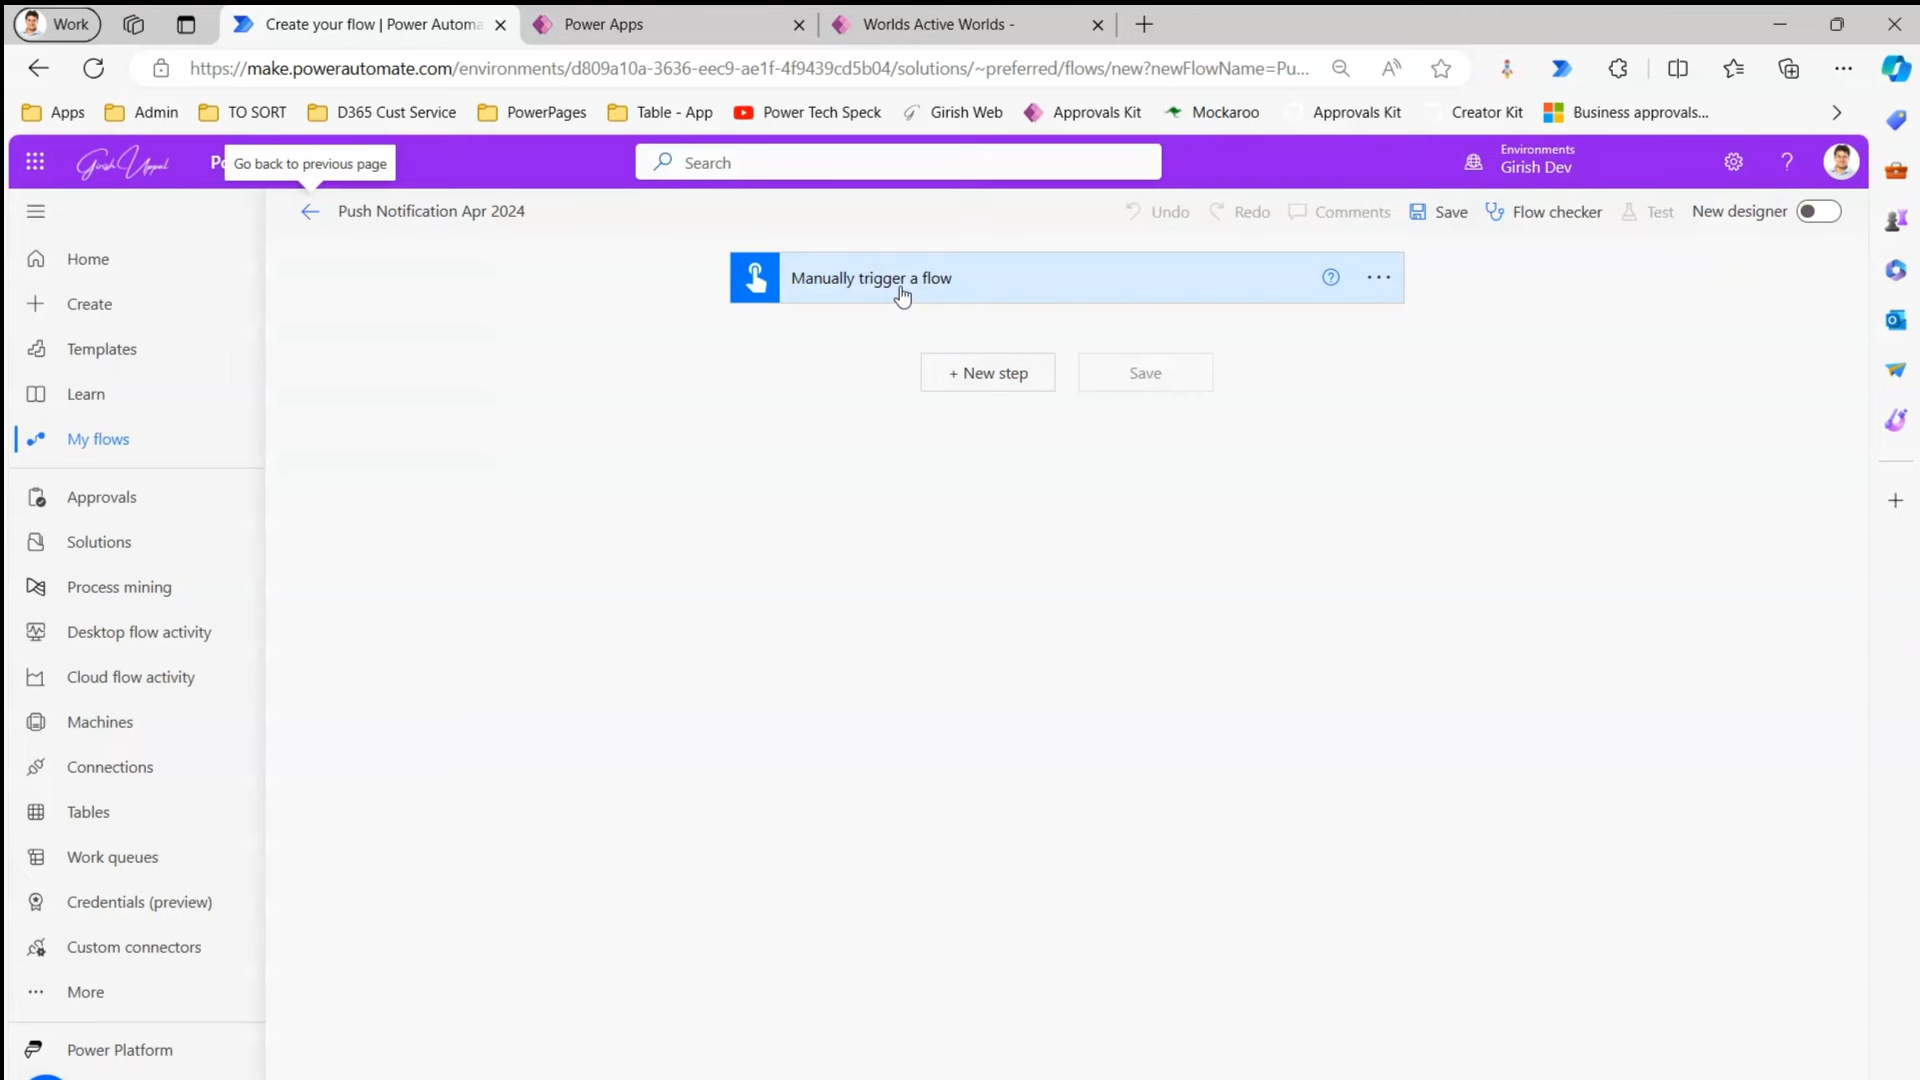 Work
Create your flow | Power Automa
Power Apps
Worlds Active Worlds -
https://make.powerautomate.com/environments/d809a10a-3636-eec9-ae1f-4f9439cd5b04/solutions/~preferred/flows/new?newFlowName=Pu...
Apps
Admin
TO SORT
D365 Cust Service
PowerPages
Table - App
Power Tech Speck
Girish Web
Approvals Kit
Mockaroo
Approvals Kit
Creator Kit
Business approvals...
Girish Uppal
Go back to previous page
Search
Environments
Girish Dev
Push Notification Apr 2024
Undo
Redo
Comments
Save
Flow checker
Test
New designer
Home
Create
Templates
Learn
My flows
Approvals
Solutions
Process mining
Desktop flow activity
Cloud flow activity
Machines
Connections
Tables
Work queues
Credentials (preview)
Custom connectors
More
Power Platform
Manually trigger a flow
+ New step
Save